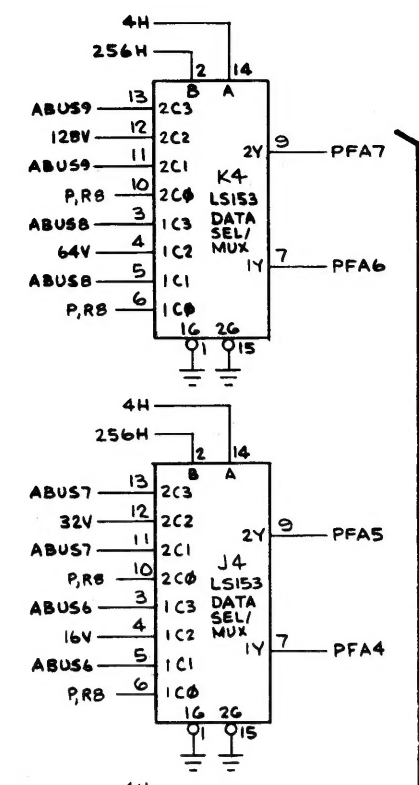 4H
256H
2 14
B A
ABUS9 13 2C3
128V 12 2C2
ABUS9 11 2C1
P,R8 10 2C0
ABUS8 3 1C3
64V 4 1C2
ABUS8 5 1C1
P,R8 6 1C0
K4
LS153
DATA
SEL/
MUX
2Y 9 PFA7
1Y 7 PFA6
1G 2G
1 15
4H
256H
2 14
B A
ABUS7 13 2C3
32V 12 2C2
ABUS7 11 2C1
P,R8 10 2C0
ABUS6 3 1C3
16V 4 1C2
ABUS6 5 1C1
P,R8 6 1C0
J4
LS153
DATA
SEL/
MUX
2Y 9 PFA5
1Y 7 PFA4
1G 2G
1 15